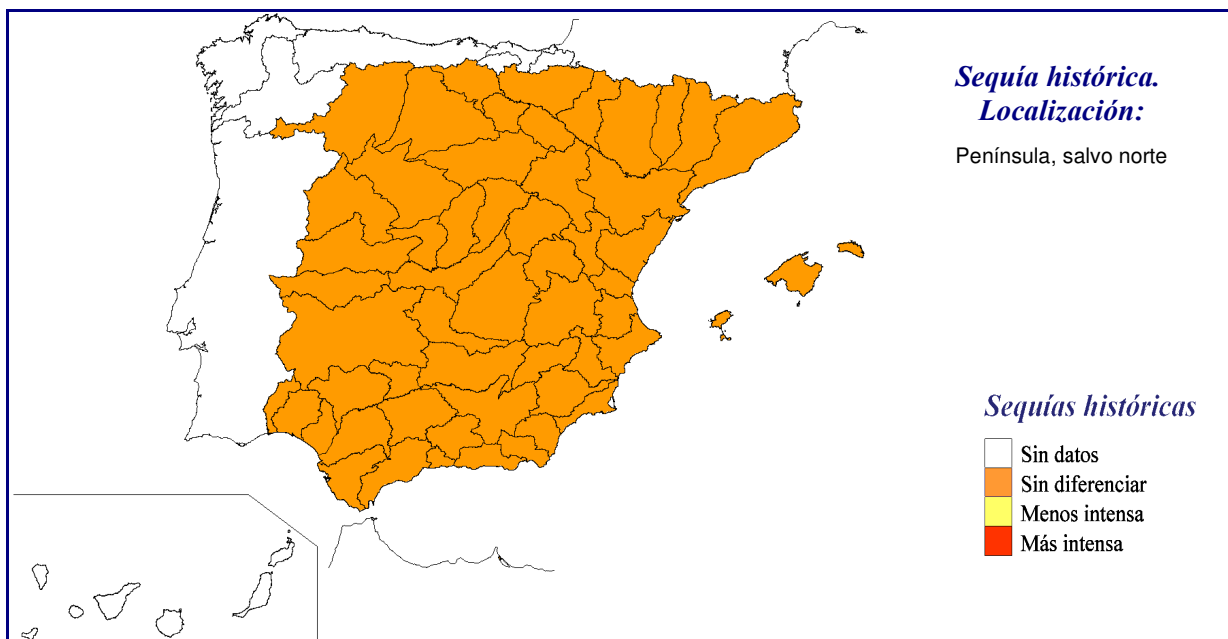 Sequía histórica.
Localización:
Península, salvo norte
Sequías históricas
Sin datos
Sin diferenciar
Menos intensa
Más intensa